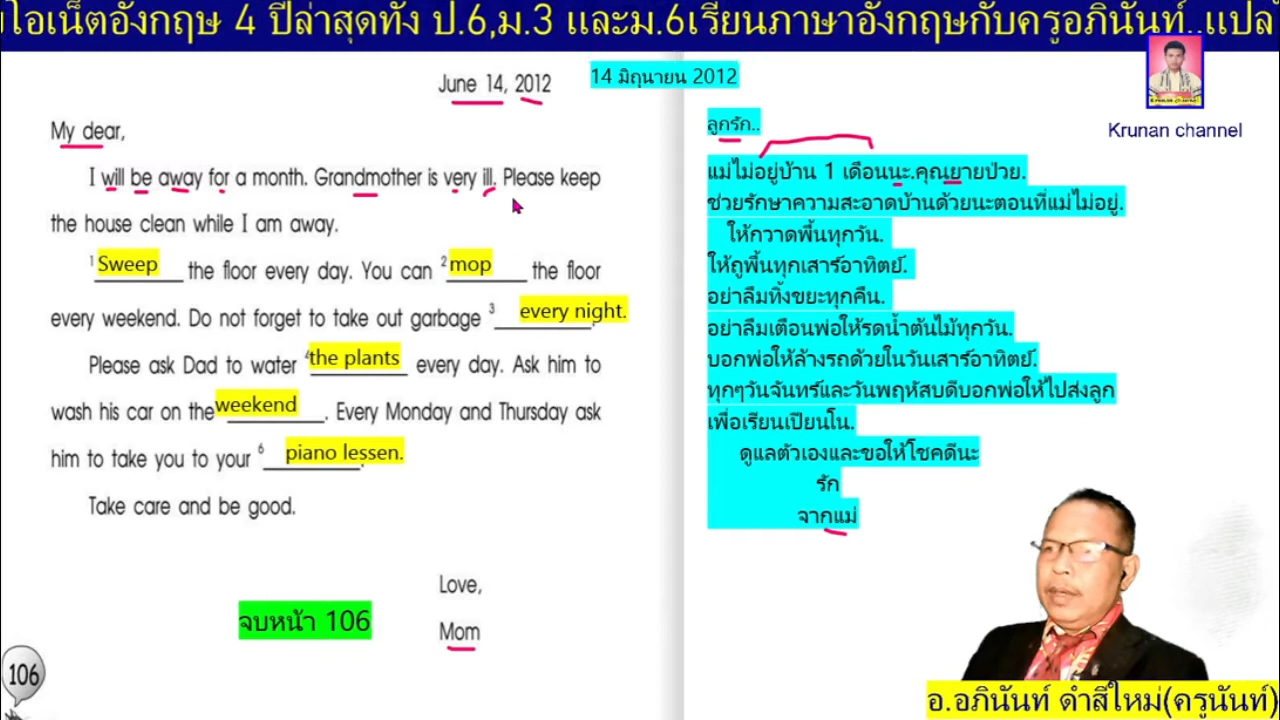 โอเน็ตอังกฤษ 4 ปีล่าสุดทั้ง ป.6,ม.3 และม.6เรียนภาษาอังกฤษกับครูอภินันท์..แปล
Krunan channel
June 14, 2012
14 มิถุนายน 2012
My dear,
I will be away for a month. Grandmother is very ill. Please keep
the house clean while I am away.
1 Sweep the floor every day. You can 2 mop the floor
every weekend. Do not forget to take out garbage 3 every night.
Please ask Dad to water 4 the plants every day. Ask him to
wash his car on the weekend. Every Monday and Thursday ask
him to take you to your 6 piano lessen.
Take care and be good.
Love,
Mom
จบหน้า 106
106
ลูกรัก..
แม่ไม่อยู่บ้าน 1 เดือนนะ.คุณยายป่วย.
ช่วยรักษาความสะอาดบ้านด้วยนะตอนที่แม่ไม่อยู่.
ให้กวาดพื้นทุกวัน.
ให้ถูพื้นทุกเสาร์อาทิตย์.
อย่าลืมทิ้งขยะทุกคืน.
อย่าลืมเตือนพ่อให้รดน้ำตันไม้ทุกวัน.
บอกพ่อให้ล้างรถด้วยในวันเสาร์อาทิตย์.
ทุกๆวันจันทร์และวันพฤหัสบดีบอกพ่อให้ไปส่งลูก
เพื่อเรียนเปียนโน.
ดูแลตัวเองและขอให้โชคดีนะ
รัก
จากแม่
อ.อภินันท์ ดำสีใหม่(ครูนันท์)